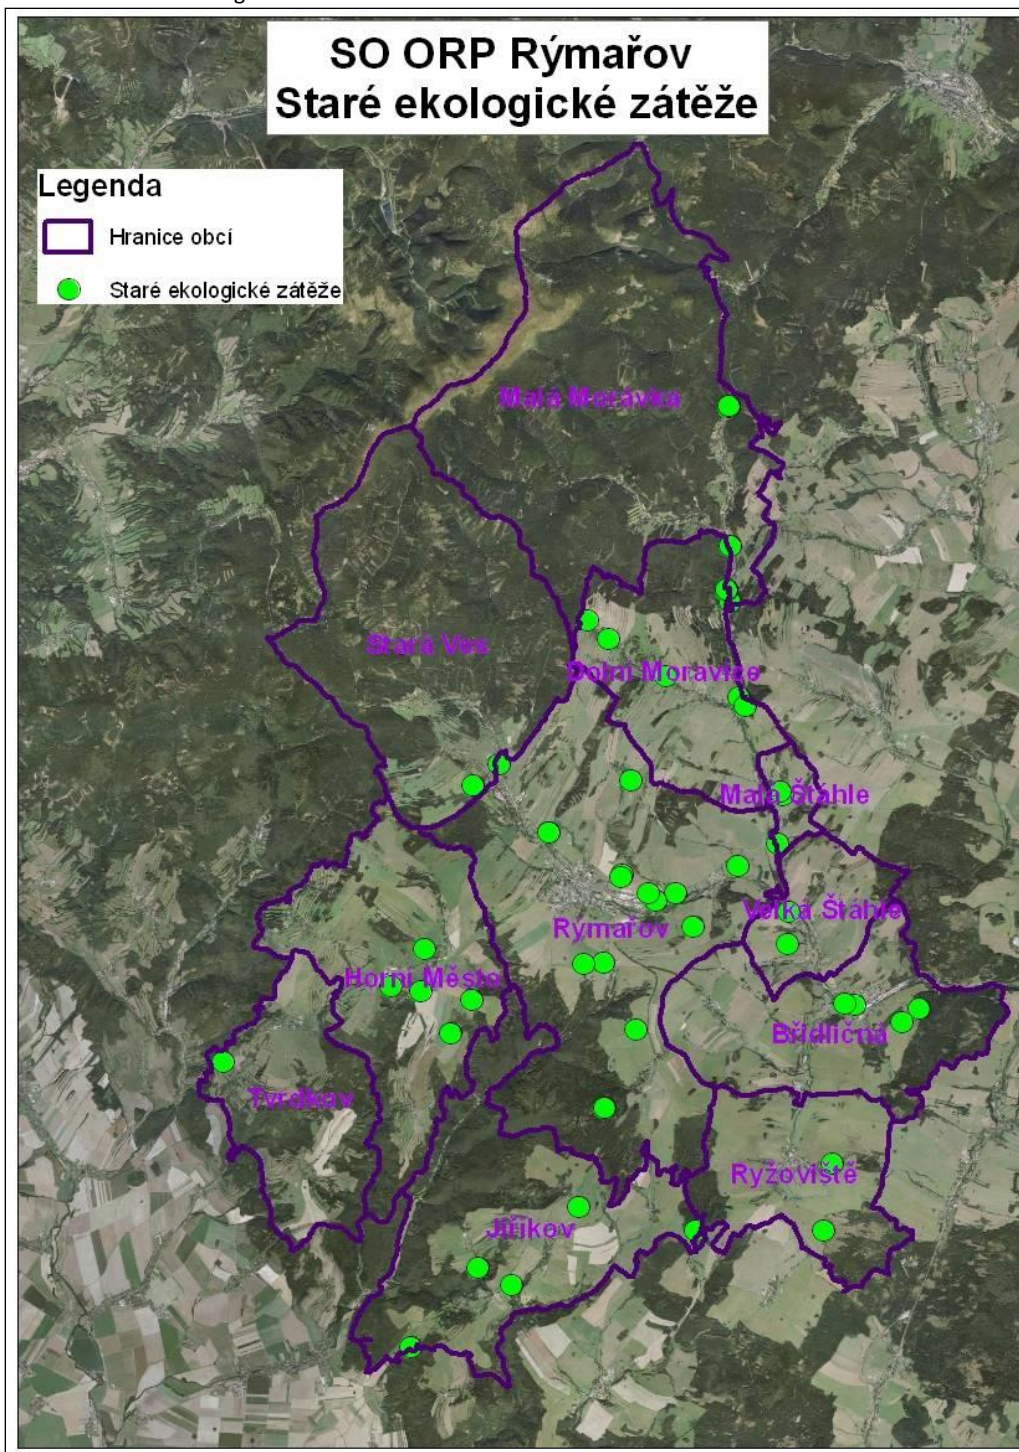 SO ORP Rýmařov
Staré ekologické zátěže
Legenda
Hranice obcí
Staré ekologické zátěže
Malá Morávka
Stará Ves
Dolní Moravice
Malá Štáhle
Velká Štáhle
Rýmařov
Horní Město
Břidličná
Tvrdkov
Ryžoviště
Jiříkov